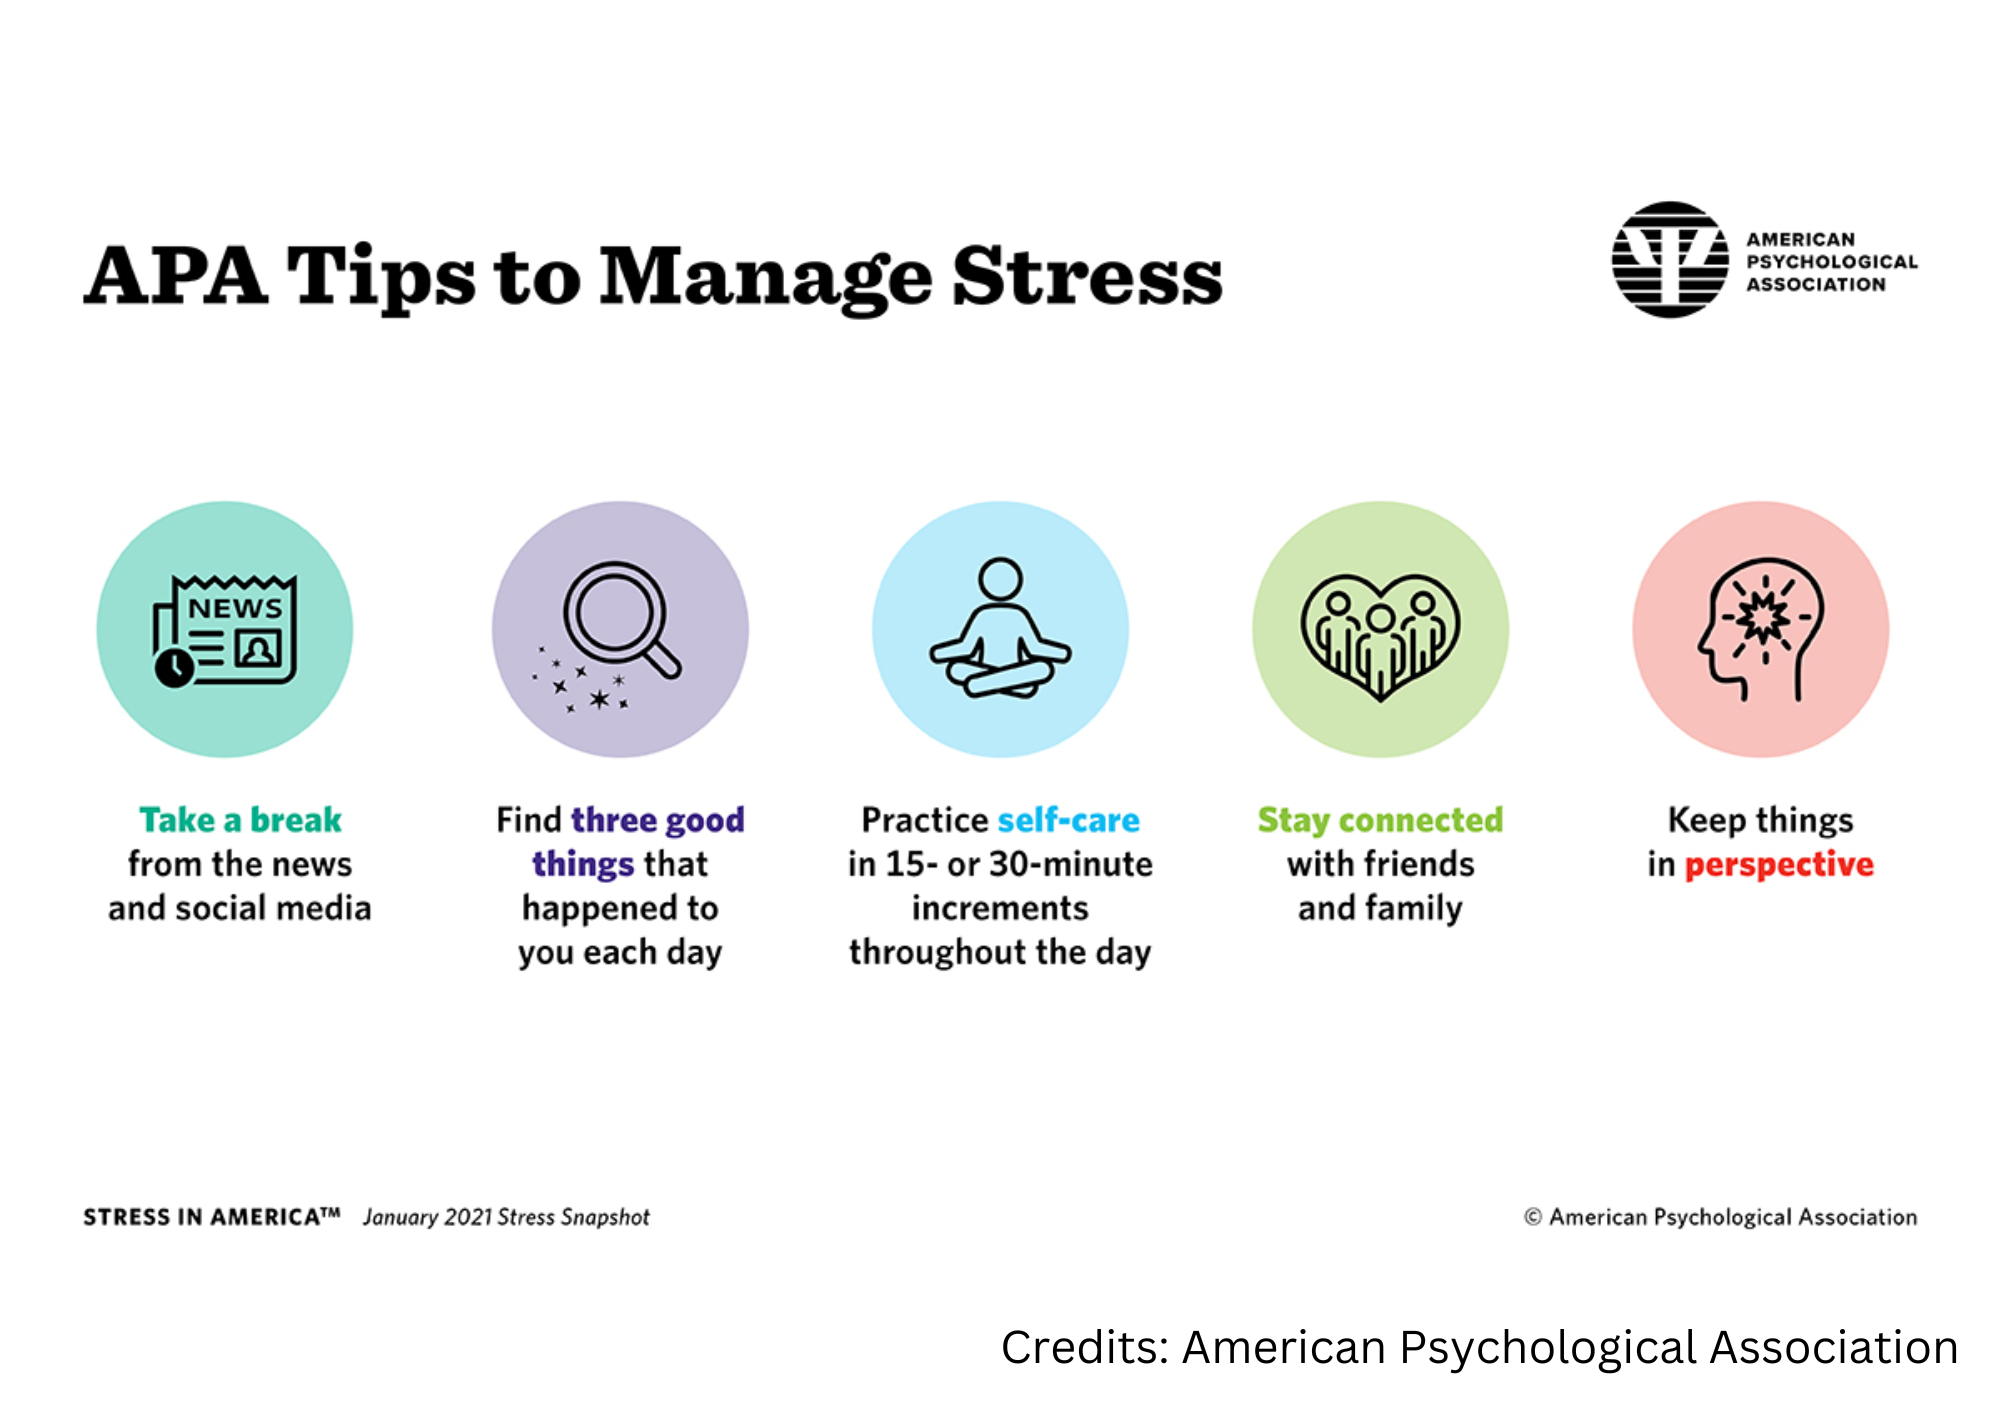 APA Tips to Manage Stress
AMERICAN
PSYCHOLOGICAL
ASSOCIATION
NEWS
Take a break
from the news
and social media
Find three good
things that
happened to
you each day
Practice self-care
in 15- or 30-minute
increments
throughout the day
Stay connected
with friends
and family
Keep things
in perspective
STRESS IN AMERICA™ January 2021 Stress Snapshot
© American Psychological Association
Credits: American Psychological Association